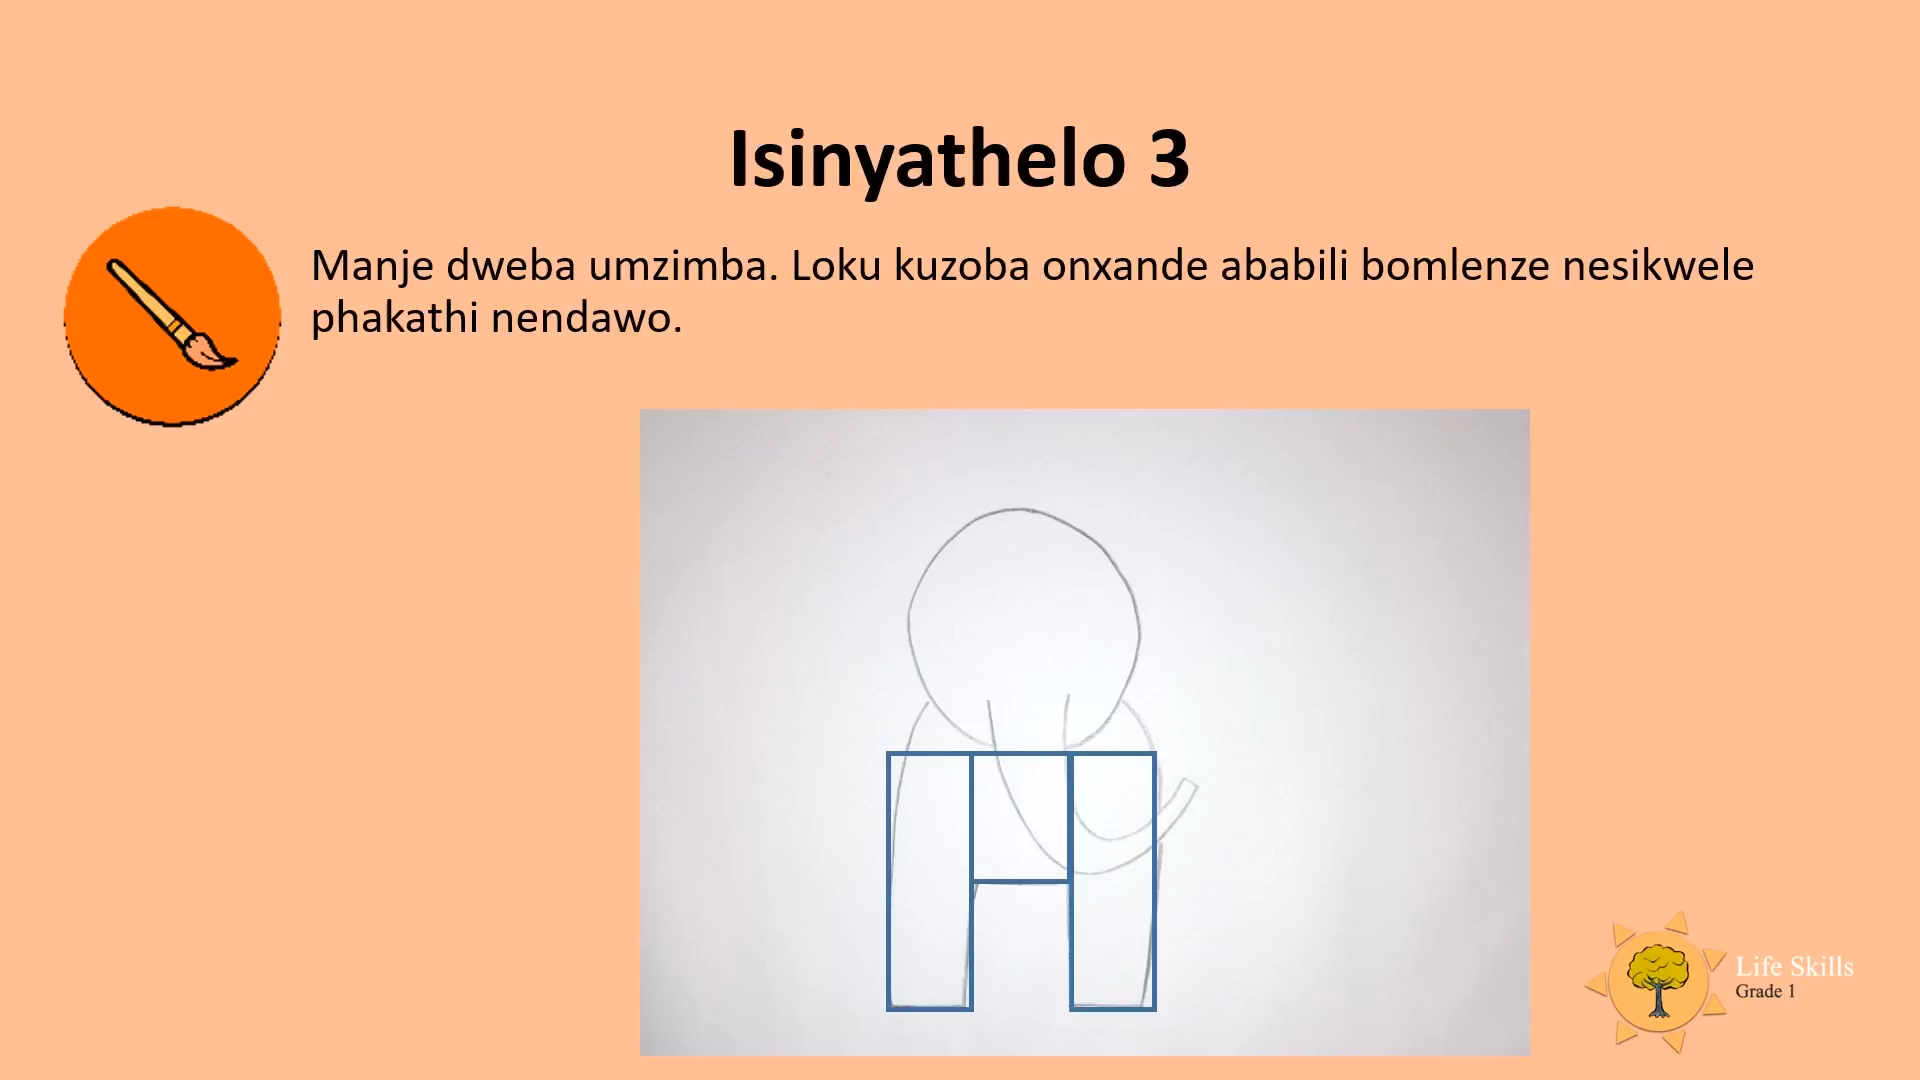 Isinyathelo 3
Manje dweba umzimba. Loku kuzoba onxande ababili bomlenze nesikwele
phakathi nendawo.
Life Skills
Grade 1